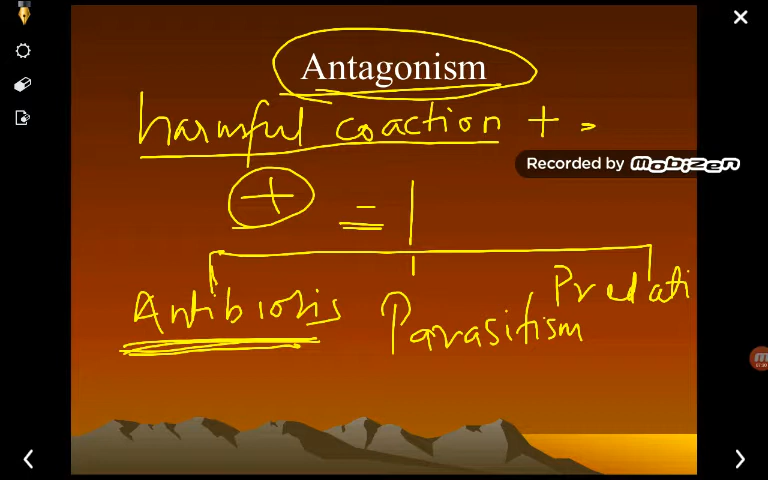 Antagonism
harmful coaction + -
Recorded by mobizen
+ =
Antibiosis Parasitism Predati